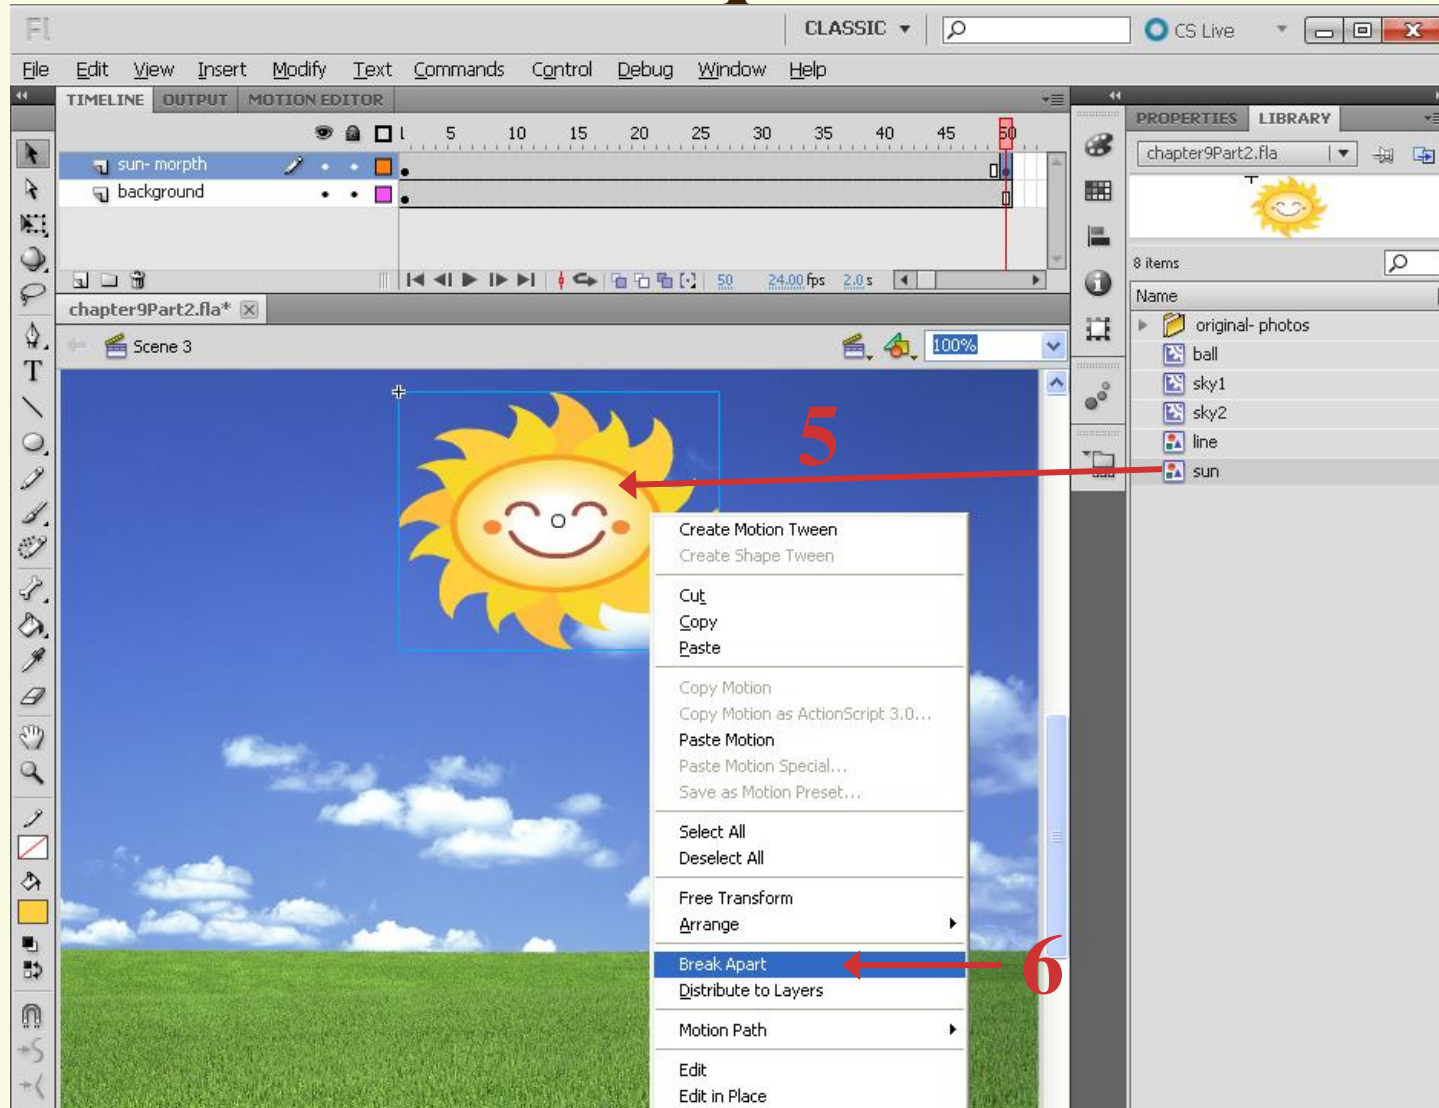 Fl CLASSIC CS Live
File Edit View Insert Modify Text Commands Control Debug Window Help
TIMELINE OUTPUT MOTION EDITOR
1 5 10 15 20 25 30 35 40 45 50
sun- morpth
background
50 24.00 fps 2.0 s
chapter9Part2.fla*
Scene 3
100%
PROPERTIES LIBRARY
chapter9Part2.fla
8 items
Name
original- photos
ball
sky1
sky2
line
sun
5
Create Motion Tween
Create Shape Tween
Cut
Copy
Paste
Copy Motion
Copy Motion as ActionScript 3.0...
Paste Motion
Paste Motion Special...
Save as Motion Preset...
Select All
Deselect All
Free Transform
Arrange
Break Apart
6
Distribute to Layers
Motion Path
Edit
Edit in Place